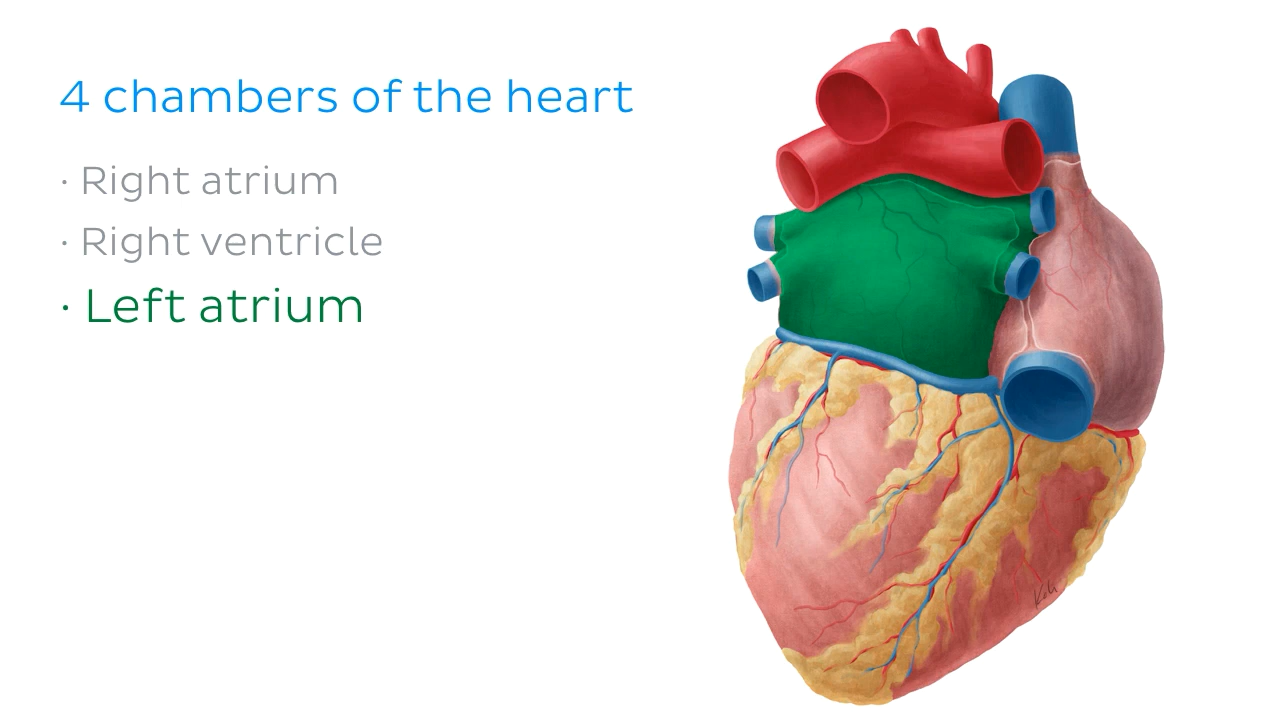 4 chambers of the heart
· Right atrium
· Right ventricle
· Left atrium